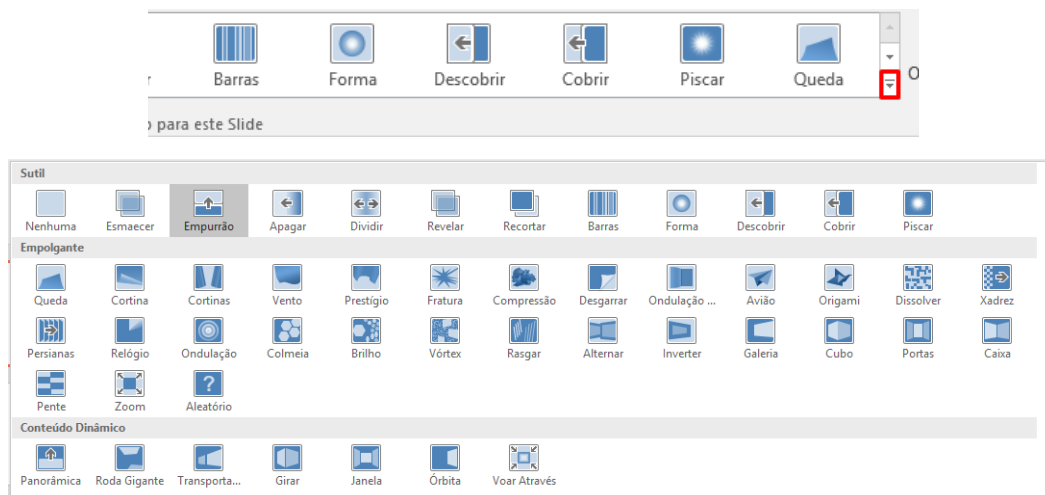 r Barras Forma Descobrir Cobrir Piscar Queda O
o para este Slide
Sutil
Nenhuma Esmaecer Empurrão Apagar Dividir Revelar Recortar Barras Forma Descobrir Cobrir Piscar
Empolgante
Queda Cortina Cortinas Vento Prestígio Fratura Compressão Desgarrar Ondulação ... Avião Origami Dissolver Xadrez
Persianas Relógio Ondulação Colmeia Brilho Vórtex Rasgar Alternar Inverter Galeria Cubo Portas Caixa
?
Pente Zoom Aleatório
Conteúdo Dinâmico
Panorâmica Roda Gigante Transporta... Girar Janela Órbita Voar Através